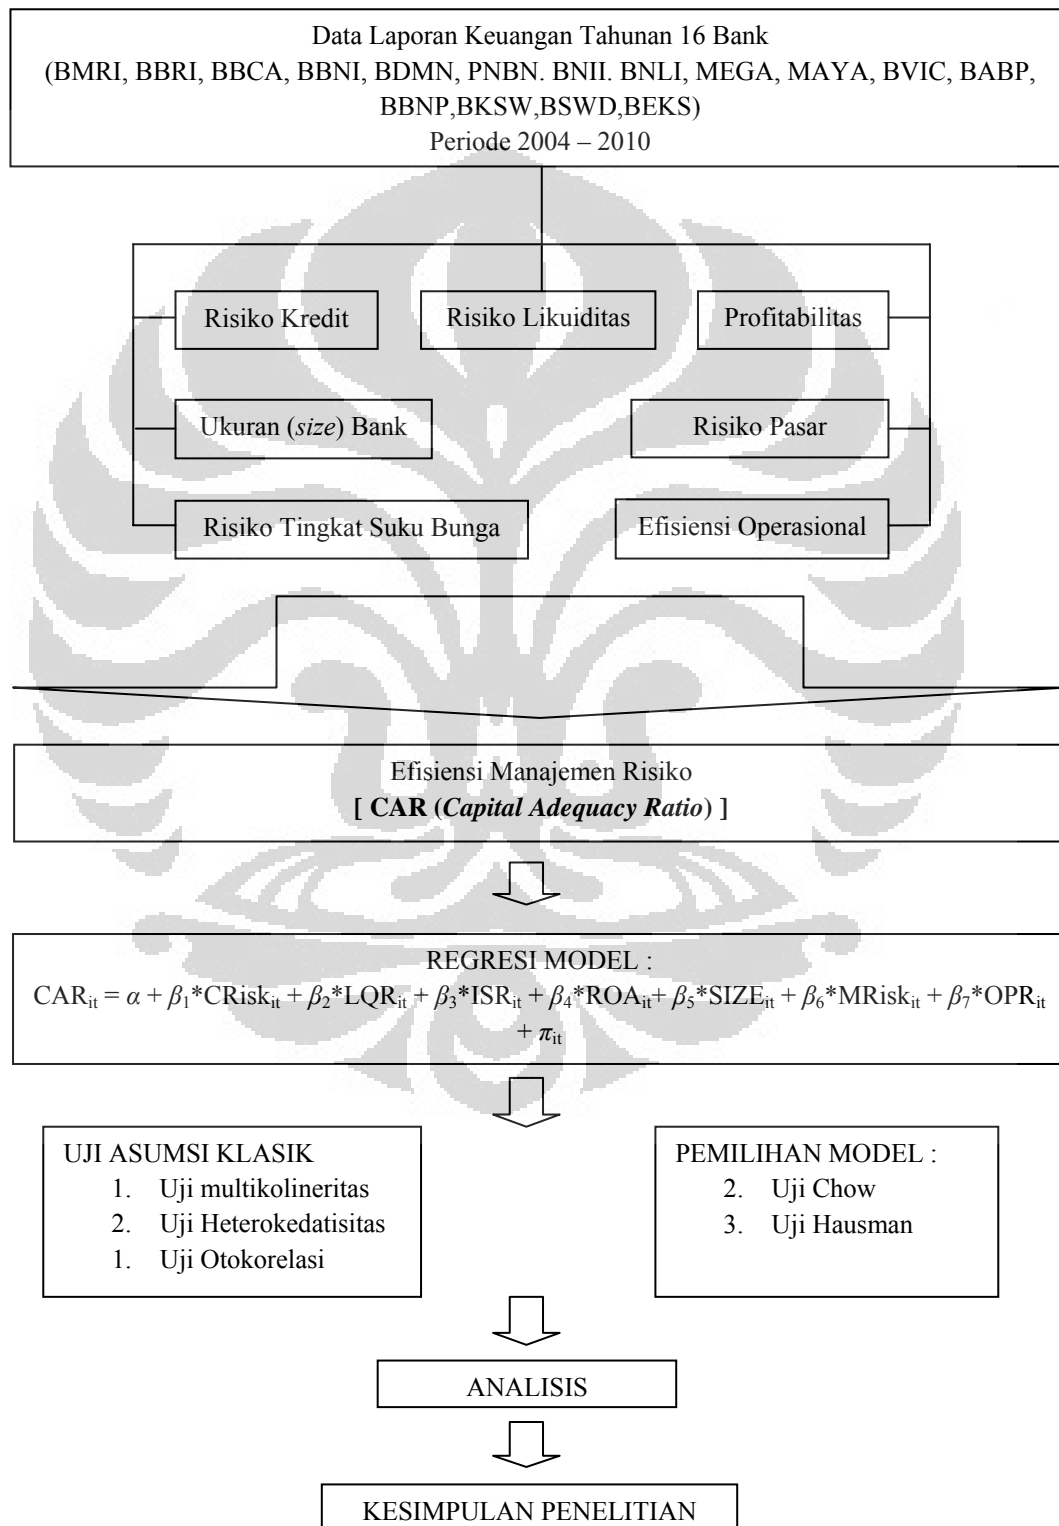 Data Laporan Keuangan Tahunan 16 Bank
(BMRI, BBRI, BBCA, BBNI, BDMN, PNBN. BNII. BNLI, MEGA, MAYA, BVIC, BABP,
BBNP,BKSW,BSWD,BEKS)
Periode 2004 – 2010
Risiko Kredit
Risiko Likuiditas
Profitabilitas
Ukuran (size) Bank
Risiko Pasar
Risiko Tingkat Suku Bunga
Efisiensi Operasional
Efisiensi Manajemen Risiko
[ CAR (Capital Adequacy Ratio) ]
REGRESI MODEL :
CARit = α + β1*CRiskit + β2*LQRit + β3*ISRit + β4*ROAit+ β5*SIZEit + β6*MRiskit + β7*OPRit
+ πit
UJI ASUMSI KLASIK
1. Uji multikolineritas
2. Uji Heterokedatisitas
1. Uji Otokorelasi
PEMILIHAN MODEL :
2. Uji Chow
3. Uji Hausman
ANALISIS
KESIMPULAN PENELITIAN